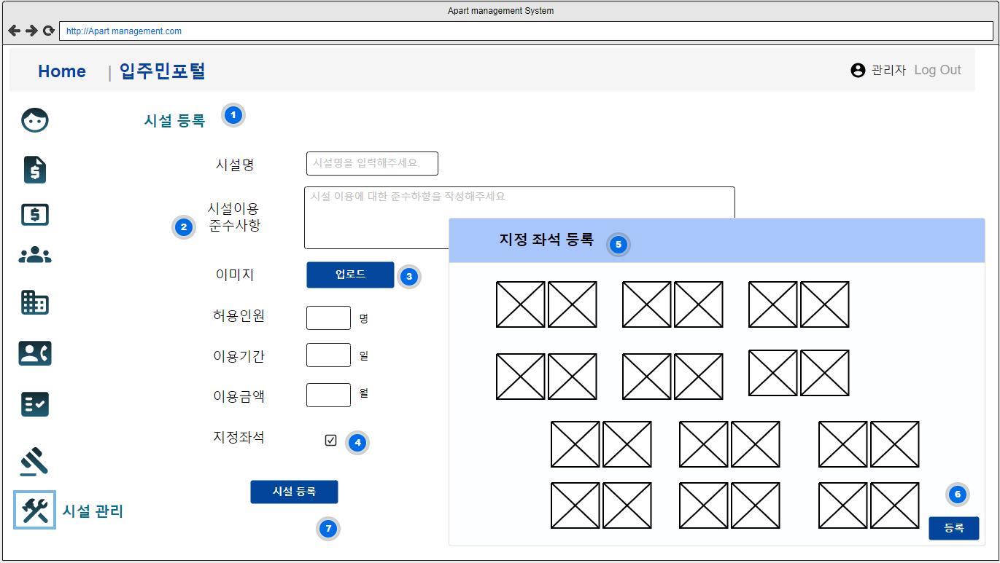 Apart management System
http://Apart management.com
Home | 입주민포털
관리자 Log Out
시설 등록 1
시설명
시설명을 입력해주세요.
시설이용
준수사항
2
시설 이용에 대한 준수하항을 작성해주세요
이미지
업로드
3
허용인원
명
이용기간
일
이용금액
월
지정좌석
4
시설 등록
7
시설 관리
지정 좌석 등록 5
6
등록